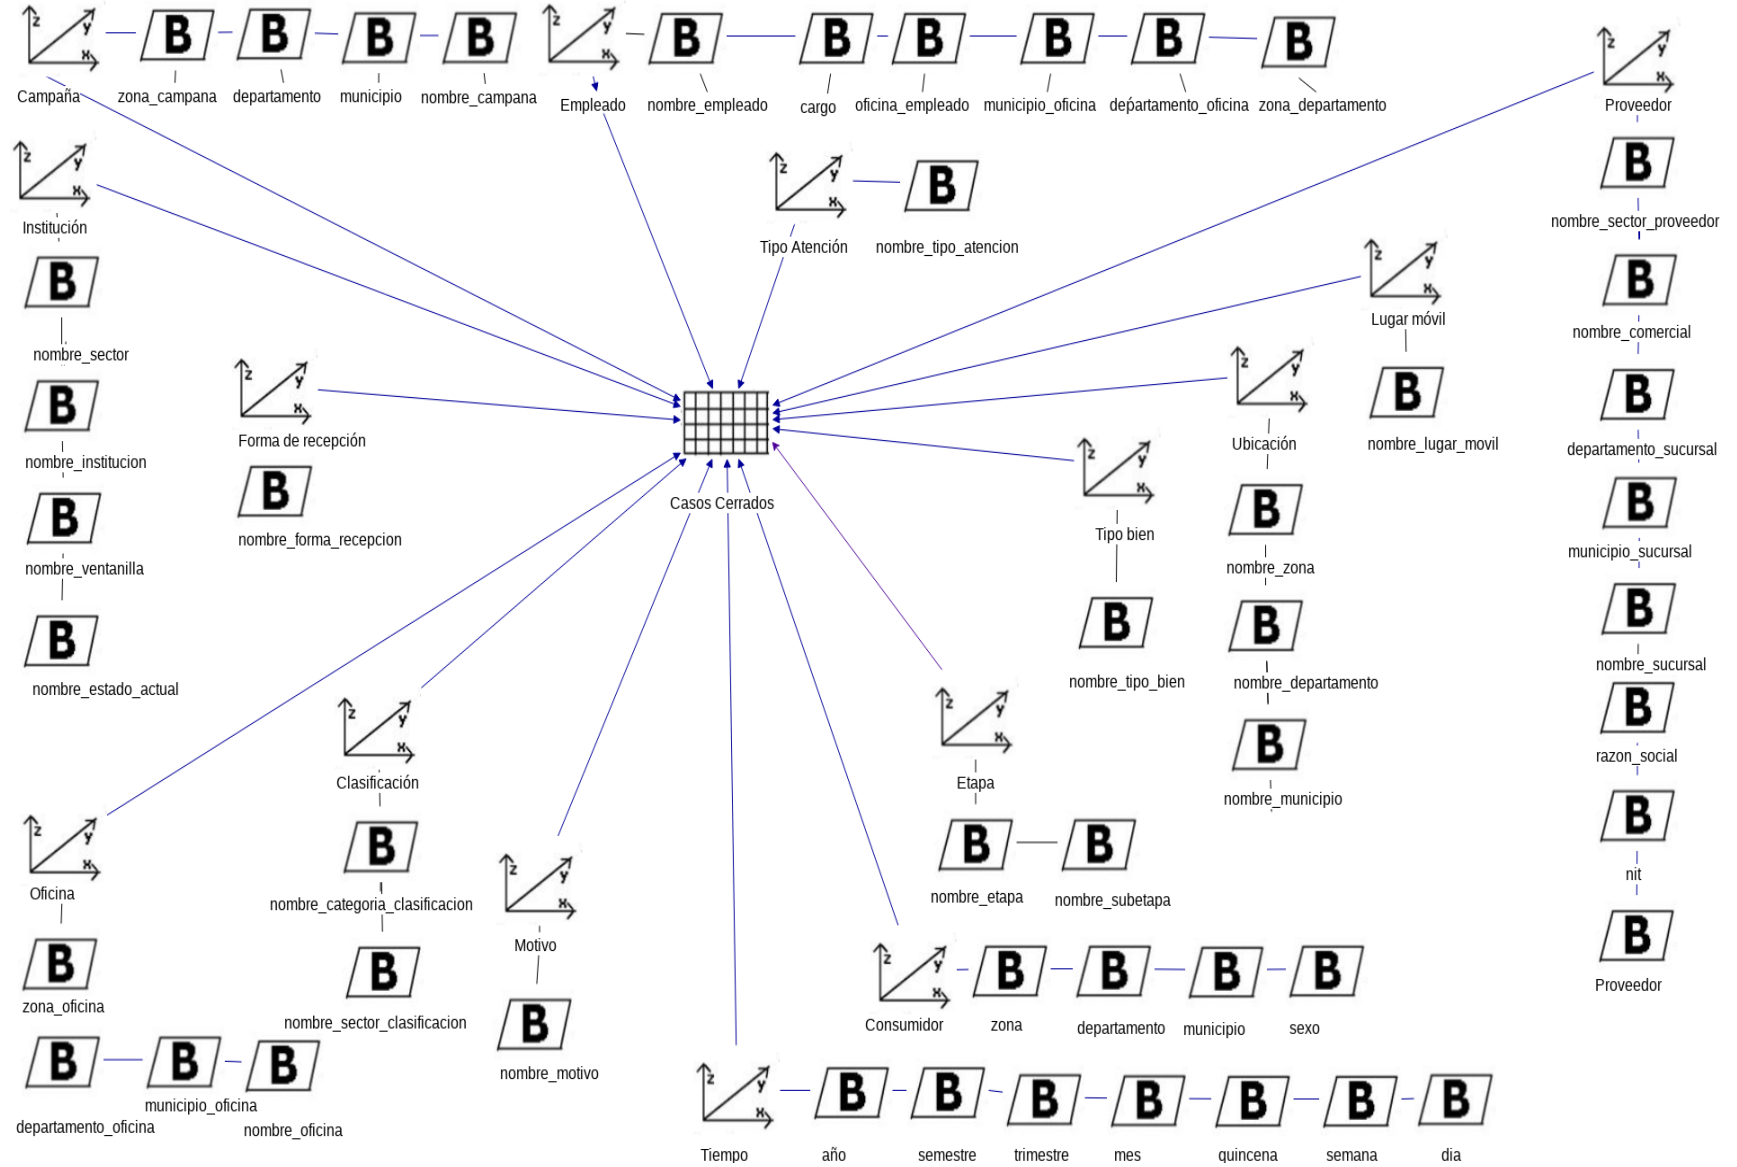 Campaña
zona_campana
departamento
municipio
nombre_campana
Empleado
nombre_empleado
cargo
oficina_empleado
municipio_oficina
departamento_oficina
zona_departamento
Proveedor
nombre_sector_proveedor
nombre_comercial
departamento_sucursal
municipio_sucursal
nombre_sucursal
razon_social
nit
Proveedor
Institución
nombre_sector
nombre_institucion
nombre_ventanilla
nombre_estado_actual
Tipo Atención
nombre_tipo_atencion
Lugar móvil
nombre_lugar_movil
Forma de recepción
nombre_forma_recepcion
Casos Cerrados
Ubicación
nombre_zona
nombre_departamento
nombre_municipio
Tipo bien
nombre_tipo_bien
Etapa
nombre_etapa
nombre_subetapa
Clasificación
nombre_categoria_clasificacion
nombre_sector_clasificacion
Motivo
nombre_motivo
Oficina
zona_oficina
departamento_oficina
municipio_oficina
nombre_oficina
Consumidor
zona
departamento
municipio
sexo
Tiempo
año
semestre
trimestre
mes
quincena
semana
dia